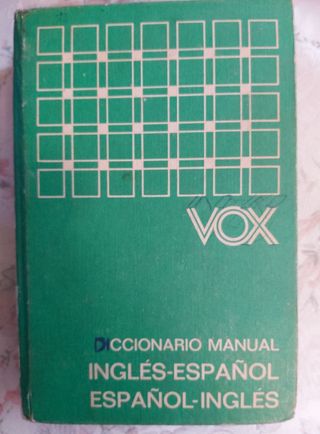 VOX
DICCIONARIO MANUAL
INGLÉS-ESPAÑOL
ESPAÑOL-INGLÉS